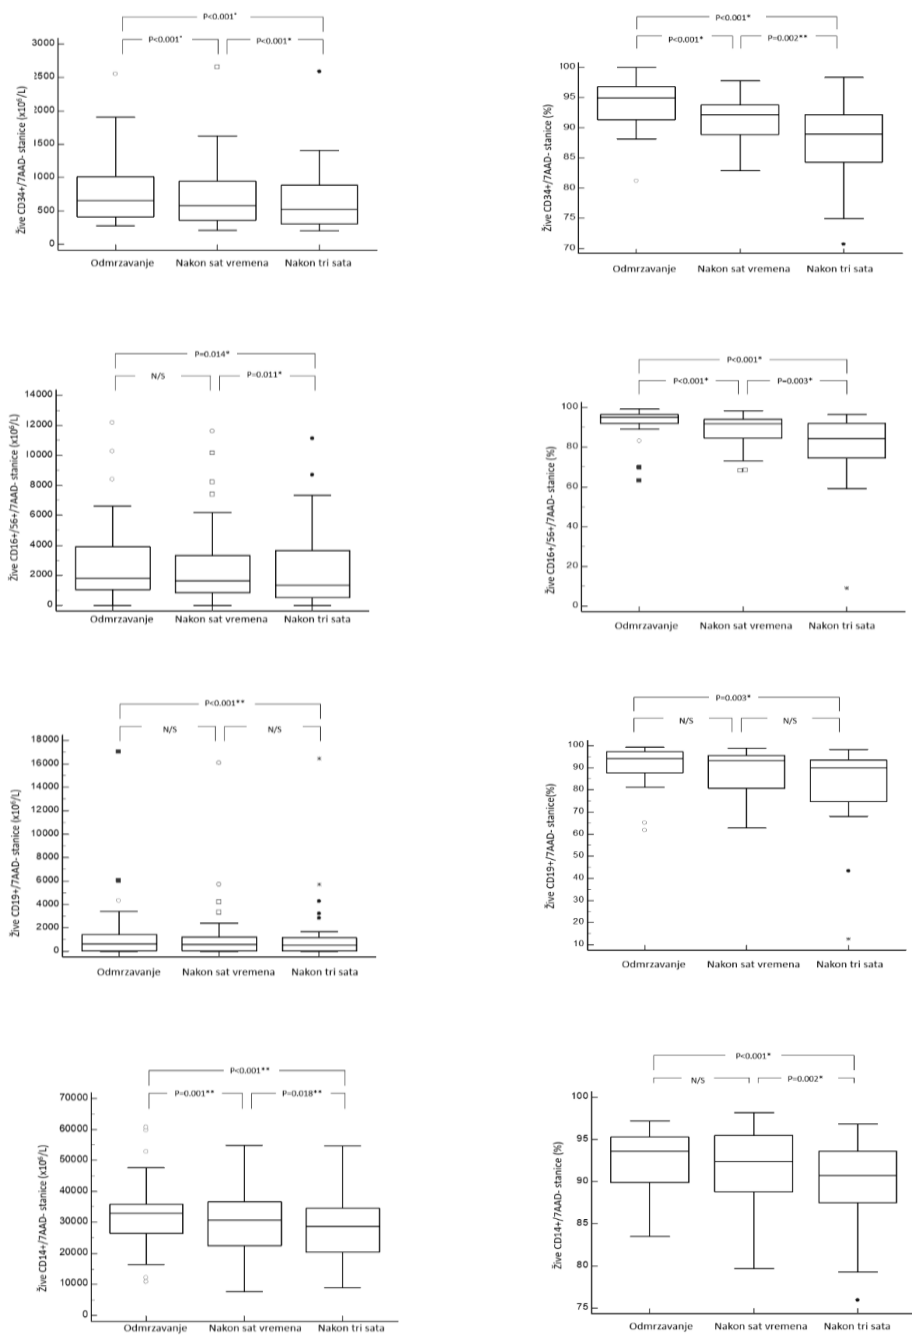 P<0.001*
P<0.001*
P<0.001*
Žive CD34+/7AAD- stanice (x10⁶/L)
3000
2500
2000
1500
1000
500
0
Odmrzavanje
Nakon sat vremena
Nakon tri sata
P<0.001*
P<0.001*
P=0.002**
Žive CD34+/7AAD- stanice (%)
100
95
90
85
80
75
70
Odmrzavanje
Nakon sat vremena
Nakon tri sata
P=0.014*
N/S
P=0.011*
Žive CD16+/56+/7AAD- stanice (x10⁶/L)
14000
12000
10000
8000
6000
4000
2000
0
Odmrzavanje
Nakon sat vremena
Nakon tri sata
P<0.001*
P<0.001*
P=0.003*
Žive CD16+/56+/7AAD- stanice (%)
100
80
60
40
20
0
Odmrzavanje
Nakon sat vremena
Nakon tri sata
P<0.001**
N/S
N/S
Žive CD19+/7AAD- stanice (x10⁶/L)
18000
16000
14000
12000
10000
8000
6000
4000
2000
0
Odmrzavanje
Nakon sat vremena
Nakon tri sata
P=0.003*
N/S
N/S
Žive CD19+/7AAD- stanice(%)
100
90
80
70
60
50
40
30
20
10
Odmrzavanje
Nakon sat vremena
Nakon tri sata
P<0.001**
P=0.001**
P=0.018**
Žive CD14+/7AAD- stanice (x10⁶/L)
70000
60000
50000
40000
30000
20000
10000
0
Odmrzavanje
Nakon sat vremena
Nakon tri sata
P<0.001*
N/S
P=0.002*
Žive CD14+/7AAD- stanice (%)
100
95
90
85
80
75
Odmrzavanje
Nakon sat vremena
Nakon tri sata